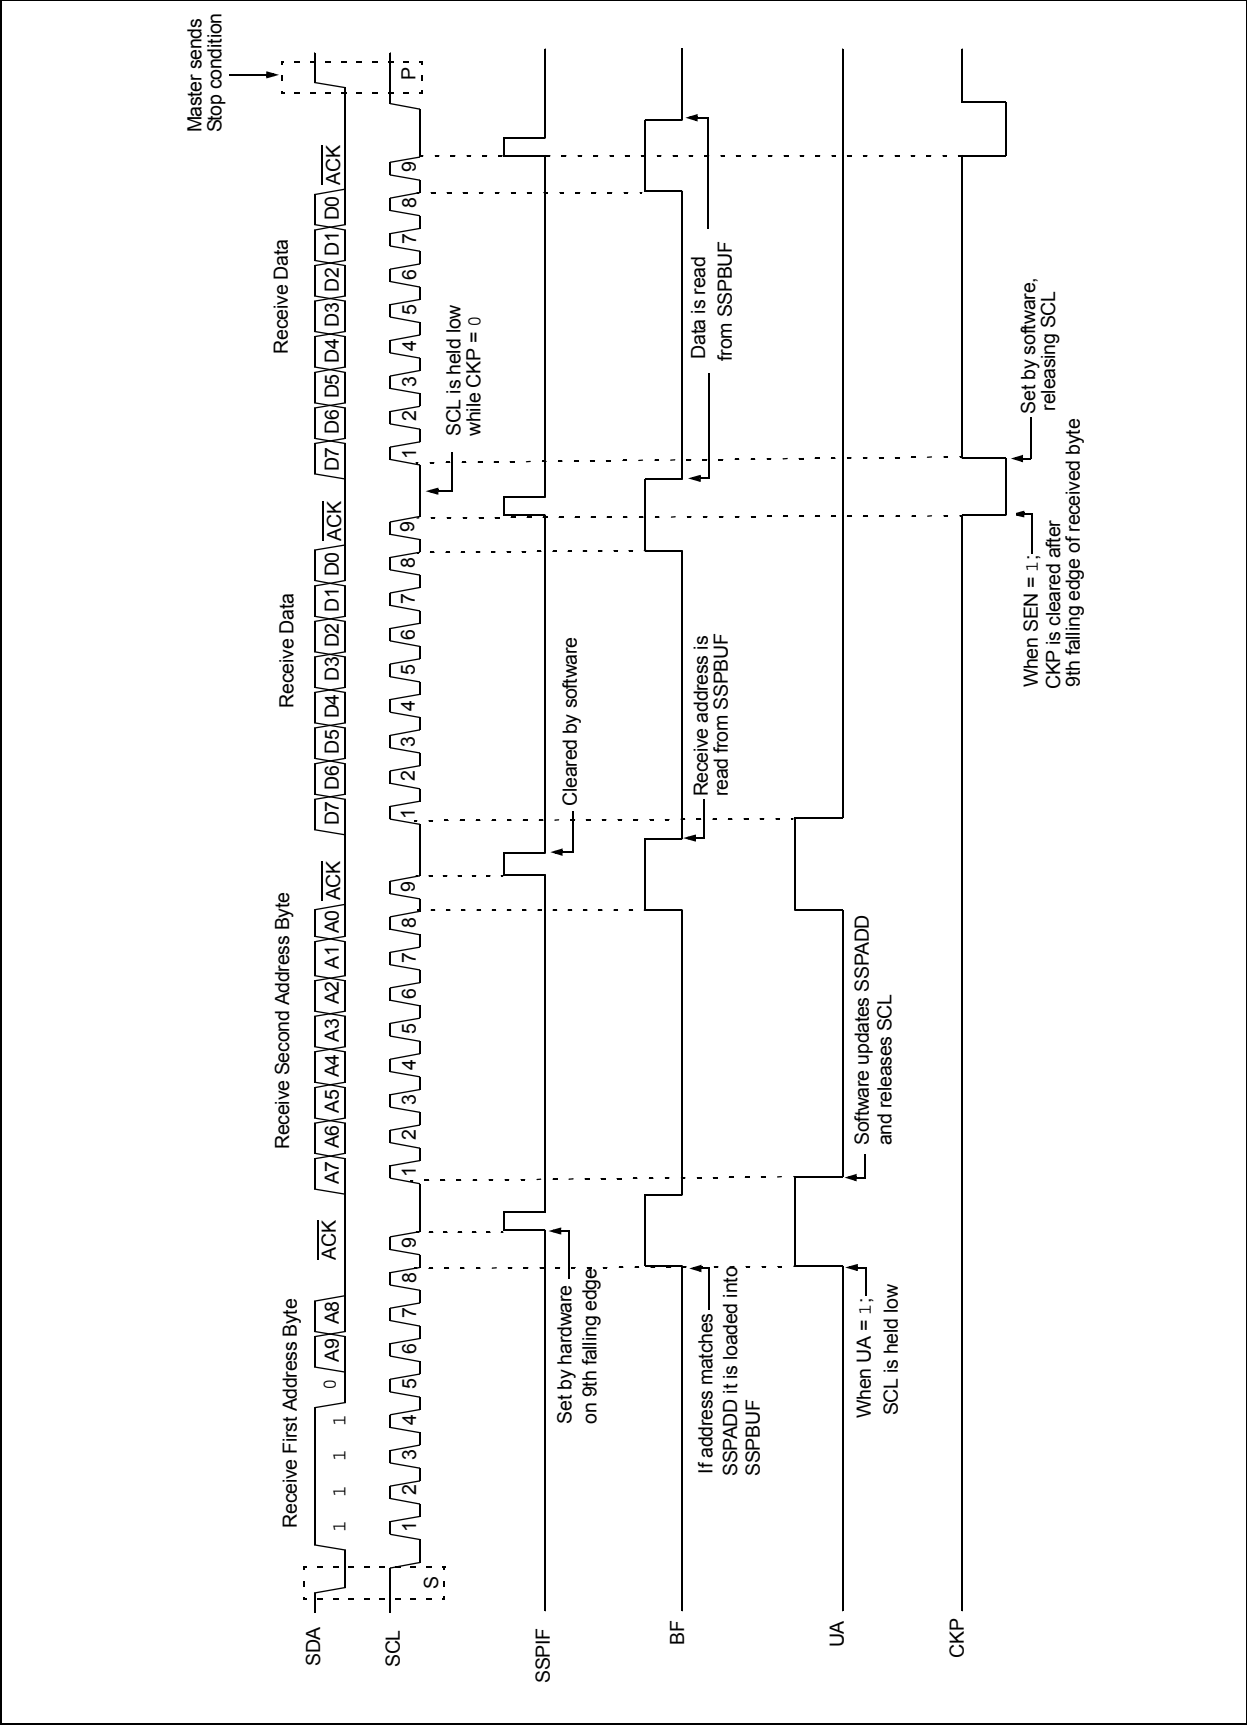 Master sends
Stop condition
Receive First Address Byte
Receive Second Address Byte
Receive Data
Receive Data
SDA
1 1 1 1 0 A9 A8 ACK A7 A6 A5 A4 A3 A2 A1 A0 ACK D7 D6 D5 D4 D3 D2 D1 D0 ACK D7 D6 D5 D4 D3 D2 D1 D0 ACK
SCL
S 1 2 3 4 5 6 7 8 9 1 2 3 4 5 6 7 8 9 1 2 3 4 5 6 7 8 9 1 2 3 4 5 6 7 8 9 P
SCL is held low
while CKP = 0
SSPIF
Set by hardware
on 9th falling edge
Cleared by software
BF
If address matches
SSPADD it is loaded into
SSPBUF
Receive address is
read from SSPBUF
Data is read
from SSPBUF
UA
When UA = 1;
SCL is held low
Software updates SSPADD
and releases SCL
CKP
When SEN = 1;
CKP is cleared after
9th falling edge of received byte
Set by software,
releasing SCL